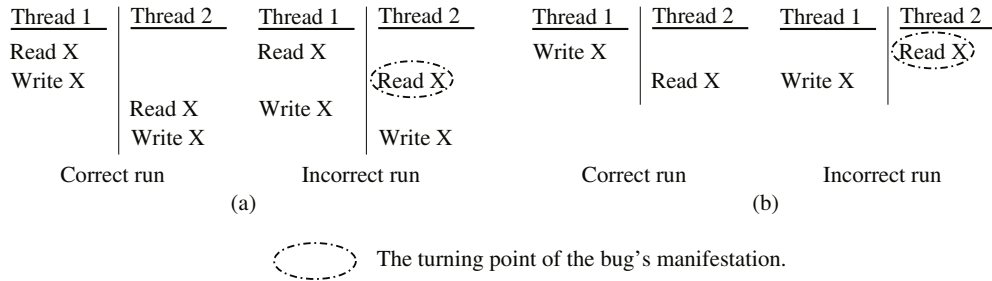 Thread 1 Thread 2 Thread 1 Thread 2 Thread 1 Thread 2 Thread 1 Thread 2
Read X Read X Write X Read X
Write X Read X Read X Write X
Read X Write X
Write X Write X
Correct run Incorrect run Correct run Incorrect run
(a) (b)
The turning point of the bug's manifestation.